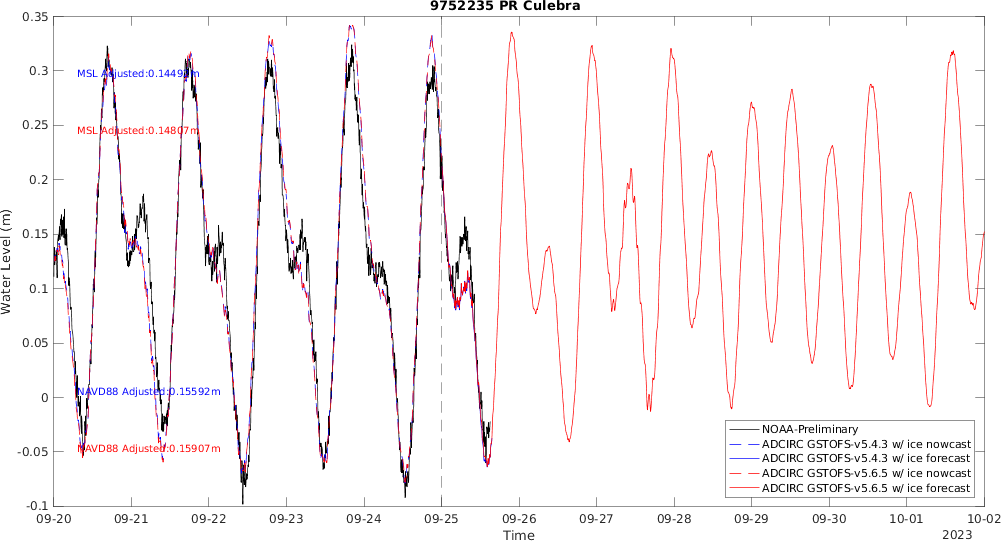 9752235 PR Culebra
0.35
0.3
0.25
0.2
0.15
0.1
0.05
0
-0.05
-0.1
Water Level (m)
MSL Adjusted:0.14492m
MSL Adjusted:0.14807m
NAVD88 Adjusted:0.15592m
NAVD88 Adjusted:0.15907m
NOAA-Preliminary
ADCIRC GSTOFS-v5.4.3 w/ ice nowcast
ADCIRC GSTOFS-v5.4.3 w/ ice forecast
ADCIRC GSTOFS-v5.6.5 w/ ice nowcast
ADCIRC GSTOFS-v5.6.5 w/ ice forecast
09-20 09-21 09-22 09-23 09-24 09-25 09-26 09-27 09-28 09-29 09-30 10-01 10-02
Time
2023